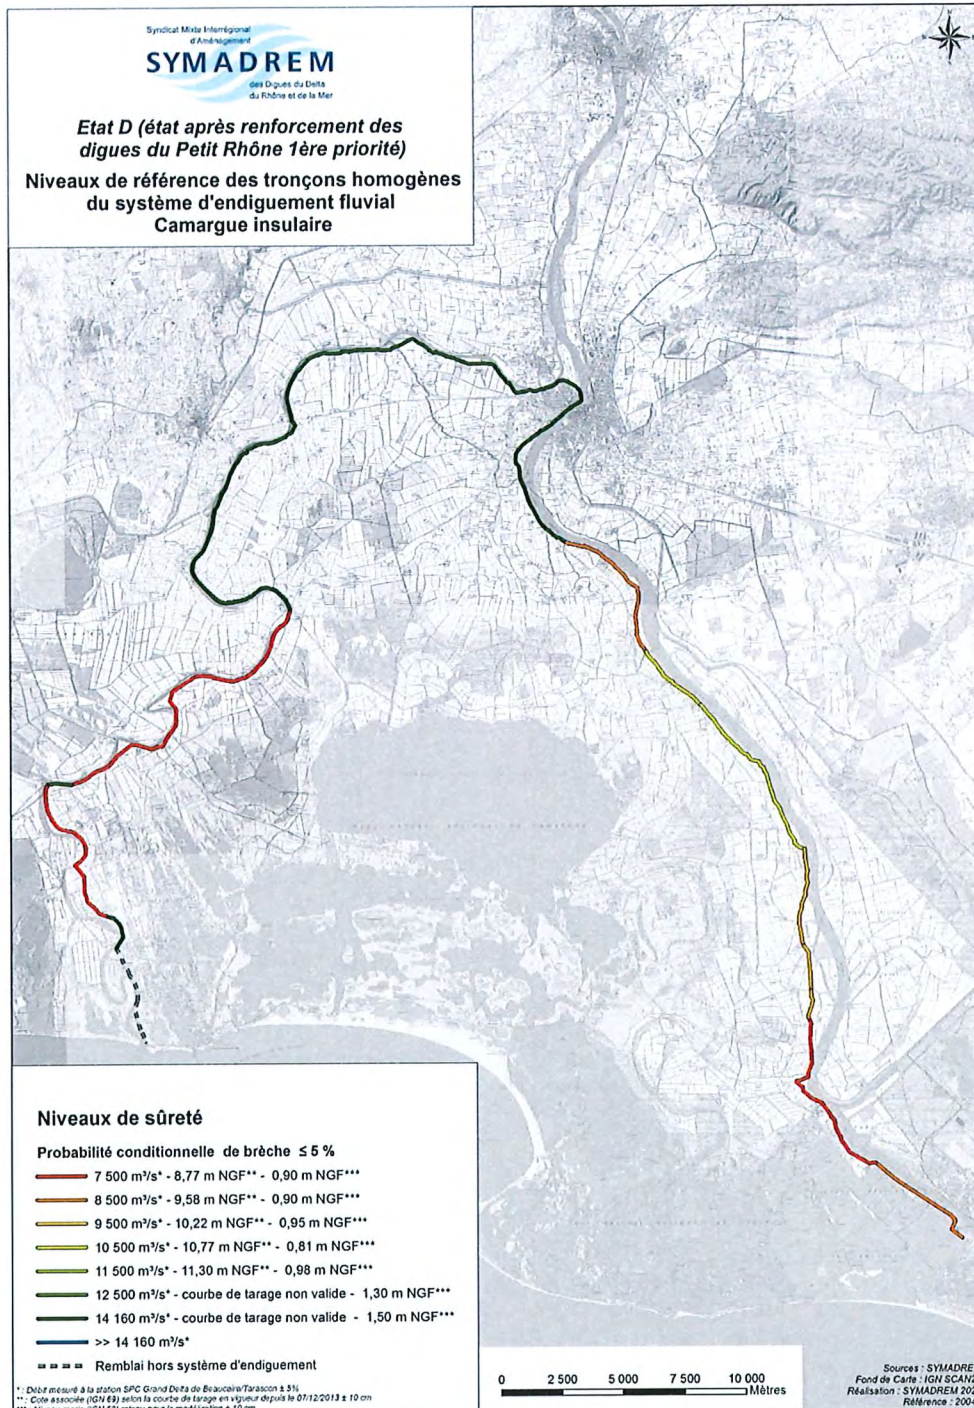 Syndicat Mixte Interrégional
d'Aménagement
SYMADREM
des Digues du Delta
du Rhône et de la Mer
Etat D (état après renforcement des
digues du Petit Rhône 1ère priorité)
Niveaux de référence des tronçons homogènes
du système d'endiguement fluvial
Camargue insulaire
Niveaux de sûreté
Probabilité conditionnelle de brèche ≤ 5 %
7 500 m³/s* - 8,77 m NGF** - 0,90 m NGF***
8 500 m³/s* - 9,58 m NGF** - 0,90 m NGF***
9 500 m³/s* - 10,22 m NGF** - 0,95 m NGF***
10 500 m³/s* - 10,77 m NGF** - 0,81 m NGF***
11 500 m³/s* - 11,30 m NGF** - 0,98 m NGF***
12 500 m³/s* - courbe de tarage non valide - 1,30 m NGF***
14 160 m³/s* - courbe de tarage non valide - 1,50 m NGF***
>> 14 160 m³/s*
Remblai hors système d'endiguement
* : Débit mesuré à la station SPC Grand Delta de Beaucaire/Tarascon ± 5%
** : Cote associée (IGN 69) selon la courbe de tarage en vigueur depuis le 07/12/2013 ± 10 cm
0 2 500 5 000 7 500 10 000
Mètres
Sources : SYMADRE
Fond de Carte : IGN SCAN2
Réalisation : SYMADREM 202
Référence : 2004